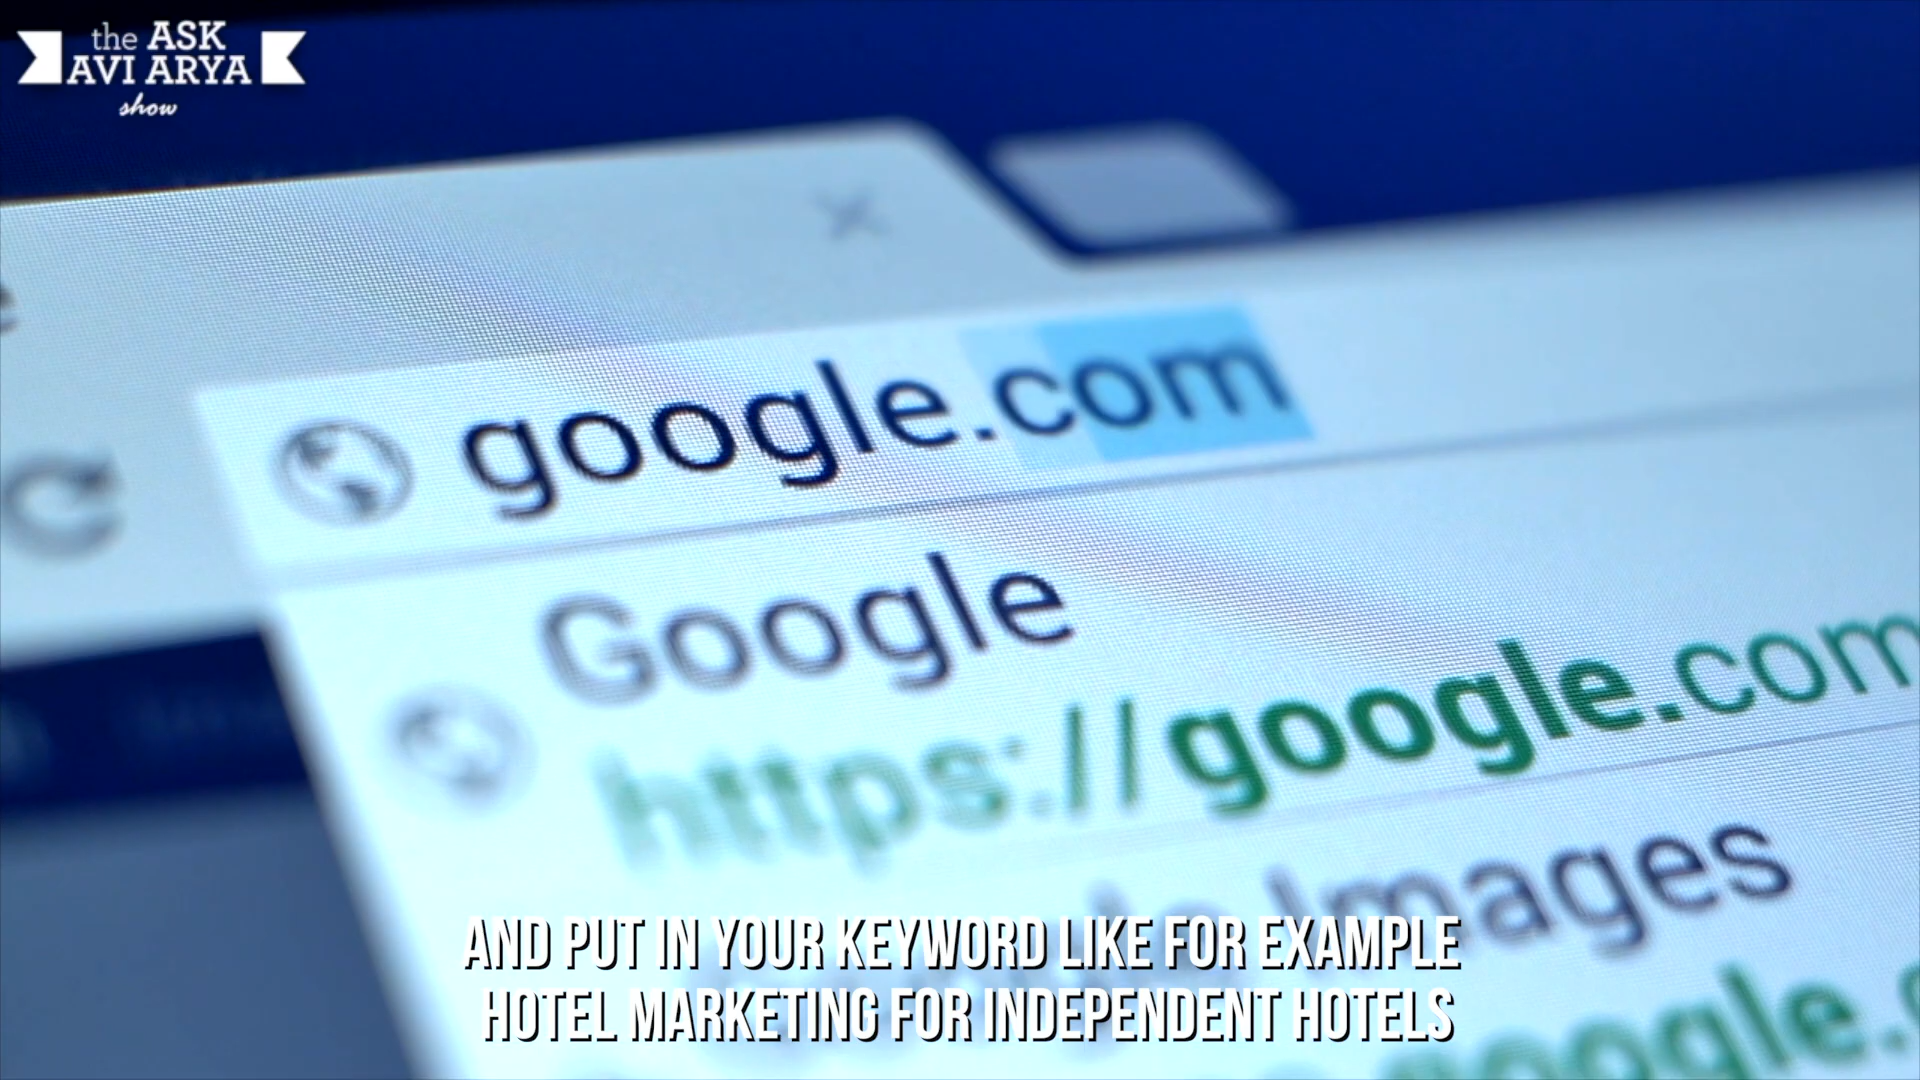 the ASK
AVI ARYA
show
google.com
Google
https://google.com
Images
AND PUT IN YOUR KEYWORD LIKE FOR EXAMPLE
HOTEL MARKETING FOR INDEPENDENT HOTELS
google.